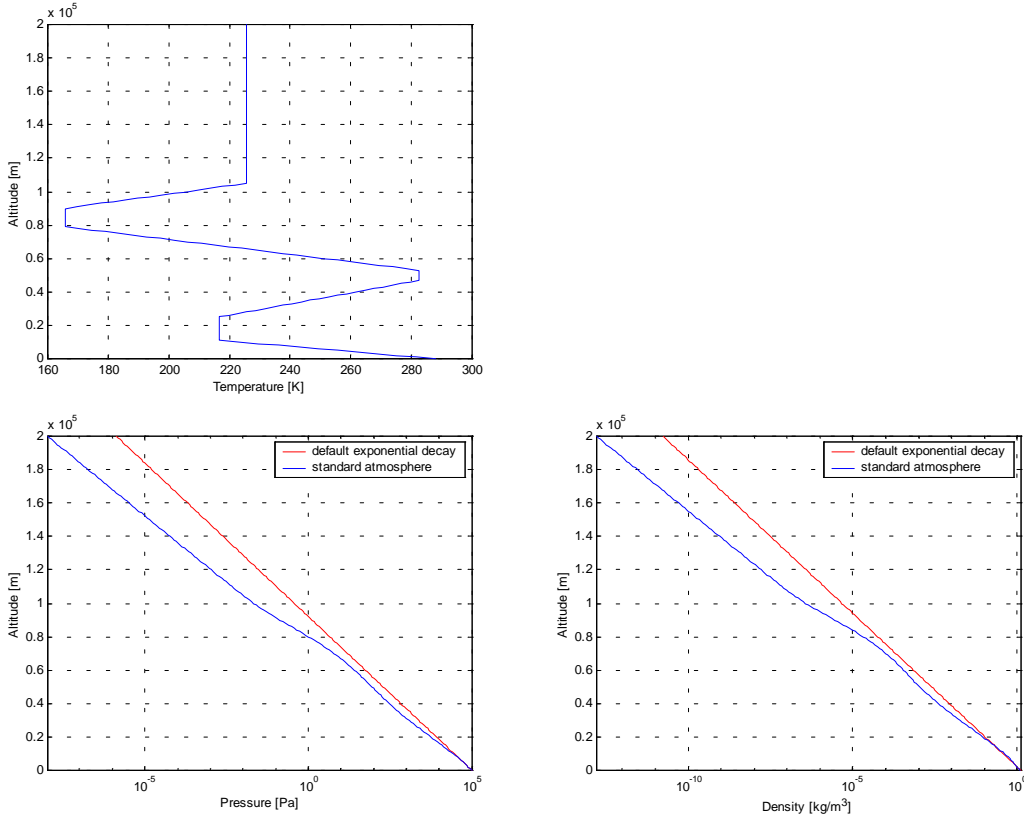 x 10^5
2
1.8
1.6
1.4
1.2
1
0.8
0.6
0.4
0.2
0
Altitude [m]
160 180 200 220 240 260 280 300
Temperature [K]
x 10^5
2
1.8
1.6
1.4
1.2
1
0.8
0.6
0.4
0.2
0
Altitude [m]
default exponential decay
standard atmosphere
10^-5 10^0 10^5
Pressure [Pa]
x 10^5
2
1.8
1.6
1.4
1.2
1
0.8
0.6
0.4
0.2
0
Altitude [m]
default exponential decay
standard atmosphere
10^-10 10^-5 10^0
Density [kg/m^3]